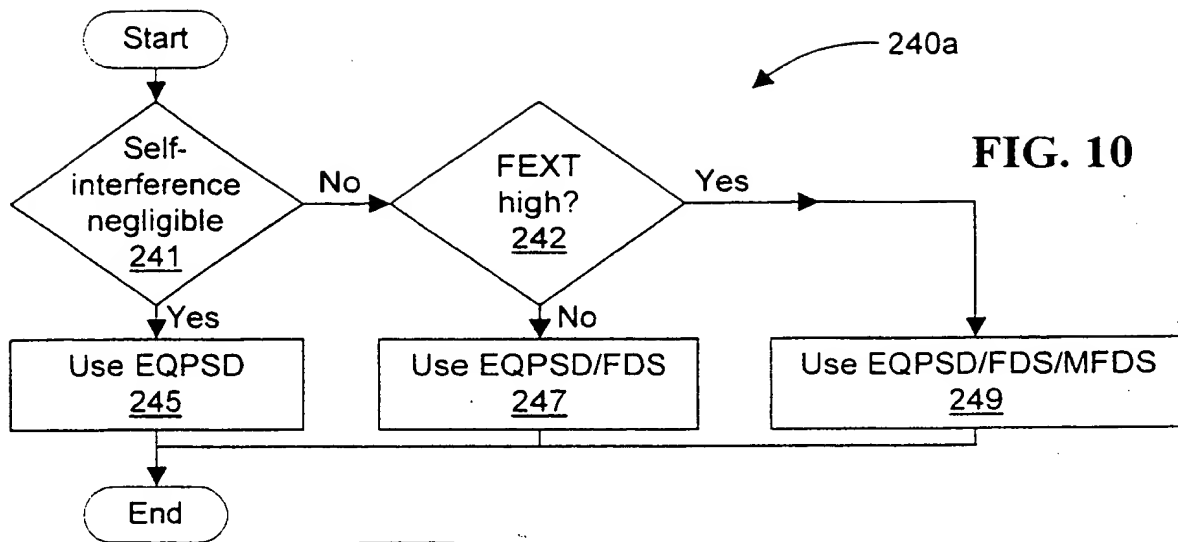 Start
240a
FIG. 10
Self-
interference
negligible
241
No
FEXT
high?
242
Yes
Yes
No
Use EQPSD
245
Use EQPSD/FDS
247
Use EQPSD/FDS/MFDS
249
End